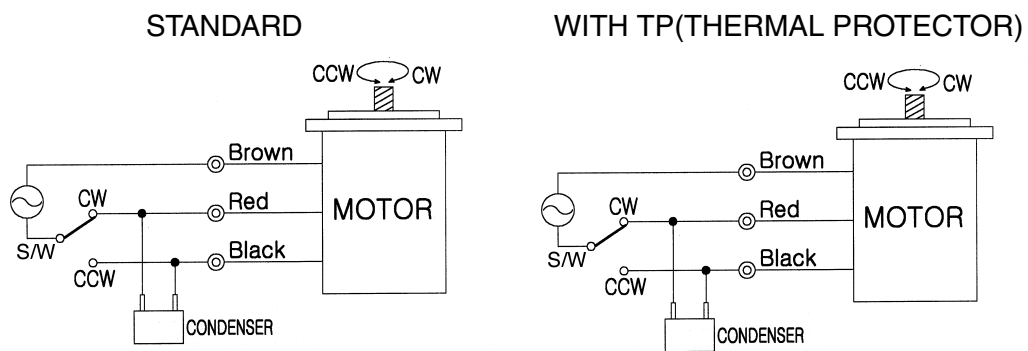 STANDARD
CCW CW
Brown
CW
Red
MOTOR
S/W
Black
CCW
CONDENSER
WITH TP(THERMAL PROTECTOR)
CCW CW
Brown
CW
Red
MOTOR
S/W
Black
CCW
CONDENSER